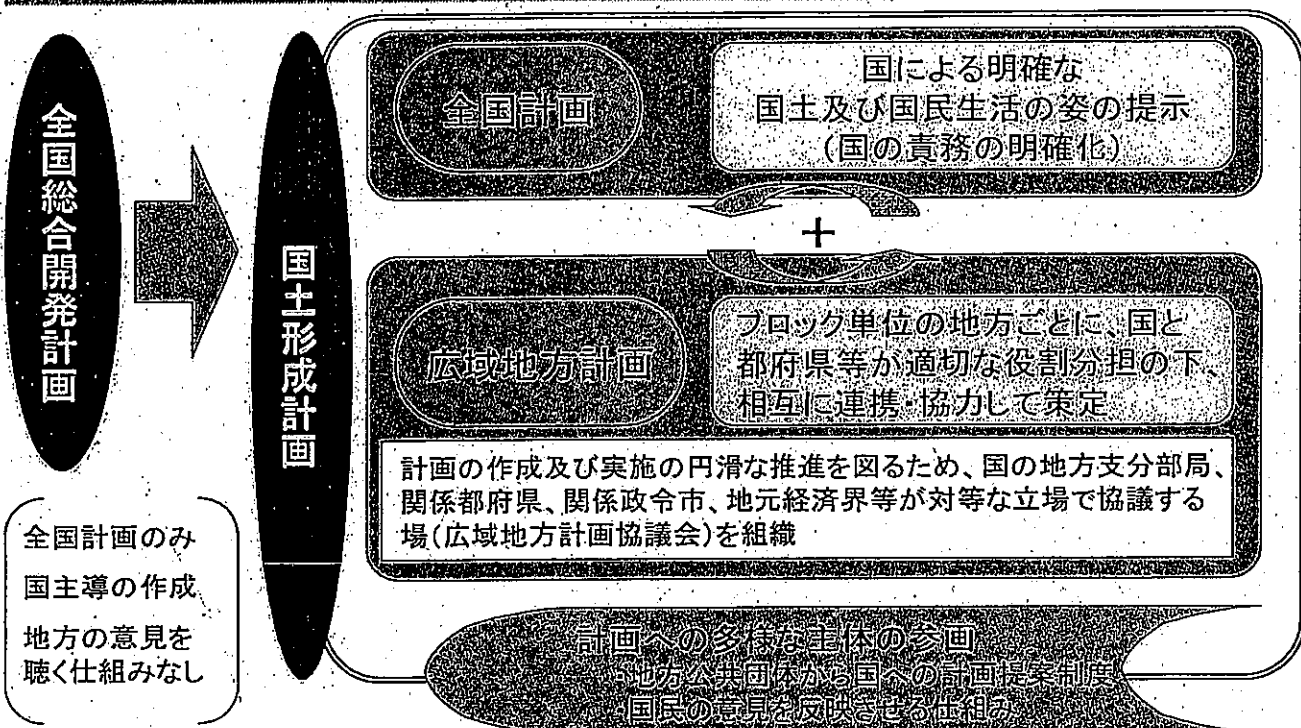 全国総合開発計画
全国計画のみ
国主導の作成
地方の意見を
聴く仕組みなし
国土形成計画
全国計画
国による明確な
国土及び国民生活の姿の提示
(国の責務の明確化)
+
広域地方計画
ブロック単位の地方ごとに、国と
都府県等が適切な役割分担の下、
相互に連携・協力して策定
計画の作成及び実施の円滑な推進を図るため、国の地方支分部局、
関係都府県、関係政令市、地元経済界等が対等な立場で協議する
場(広域地方計画協議会)を組織
計画への多様な主体の参画
・地方公共団体から国への計画提案制度
・国民の意見を反映させる仕組み